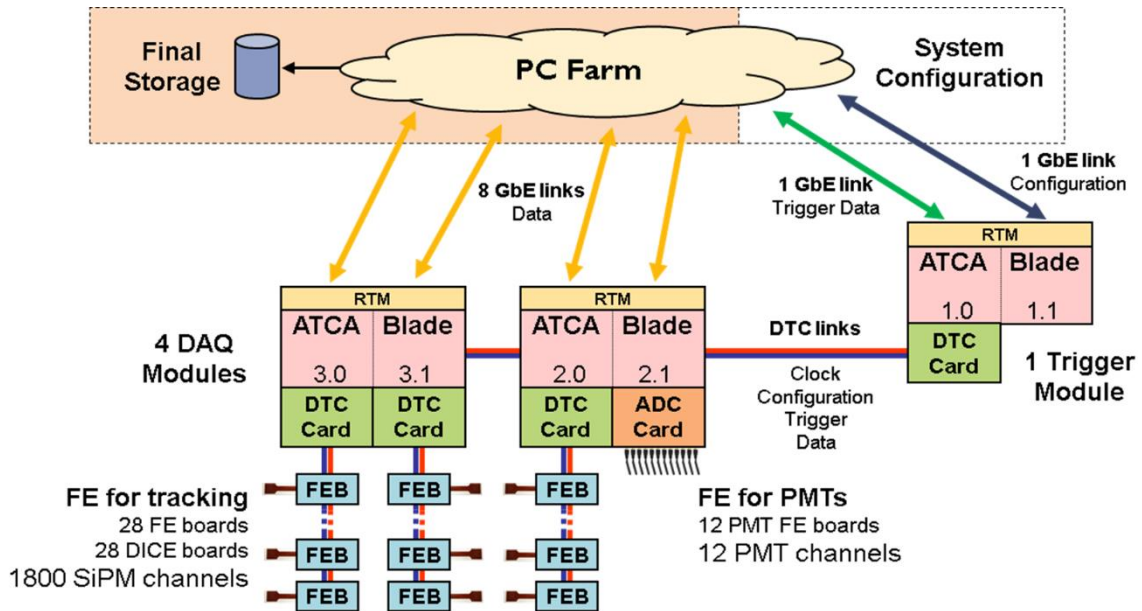 Final
Storage
PC Farm
System
Configuration
8 GbE links
Data
1 GbE link
Trigger Data
1 GbE link
Configuration
RTM
ATCA Blade
1.0 1.1
DTC
Card
1 Trigger
Module
4 DAQ
Modules
RTM
ATCA Blade
3.0 3.1
DTC DTC
Card Card
RTM
ATCA Blade
2.0 2.1
DTC ADC
Card Card
DTC links
Clock
Configuration
Trigger
Data
FE for tracking
28 FE boards
28 DICE boards
1800 SiPM channels
FEB FEB FEB
FEB FEB FEB
FEB FEB FEB
FE for PMTs
12 PMT FE boards
12 PMT channels